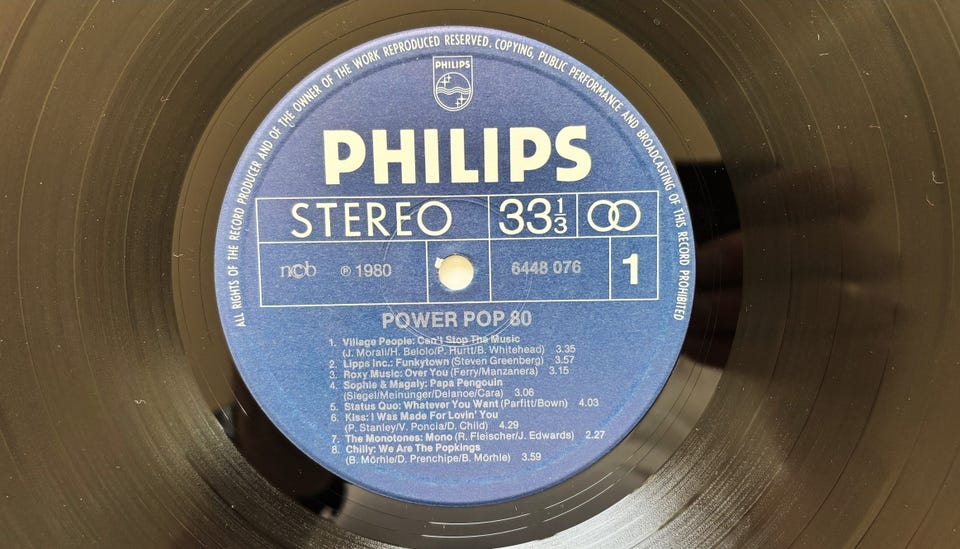 ALL RIGHTS OF THE RECORD PRODUCER AND OF THE OWNER OF THE WORK REPRODUCED RESERVED. COPYING, PUBLIC PERFORMANCE AND BROADCASTING OF THIS RECORD PROHIBITED
PHILIPS
PHILIPS
STEREO 33⅓
ncb ℗ 1980 6448 076 1
POWER POP 80
1. Village People: Can't Stop The Music
(J. Morali/H. Belolo/P. Hurtt/B. Whitehead) 3.35
2. Lipps Inc.: Funkytown (Steven Greenberg) 3.57
3. Roxy Music: Over You (Ferry/Manzanera) 3.15
4. Sophie & Magaly: Papa Pengouin
(Siegel/Meinunger/Delanoe/Cara) 3.06
5. Status Quo: Whatever You Want (Parfitt/Bown) 4.03
6. Kiss: I Was Made For Lovin' You
(P. Stanley/V. Poncia/D. Child) 4.29
7. The Monotones: Mono (R. Fleischer/J. Edwards) 2.27
8. Chilly: We Are The Popkings
(B. Mörhle/D. Prenchipe/B. Mörhle) 3.59